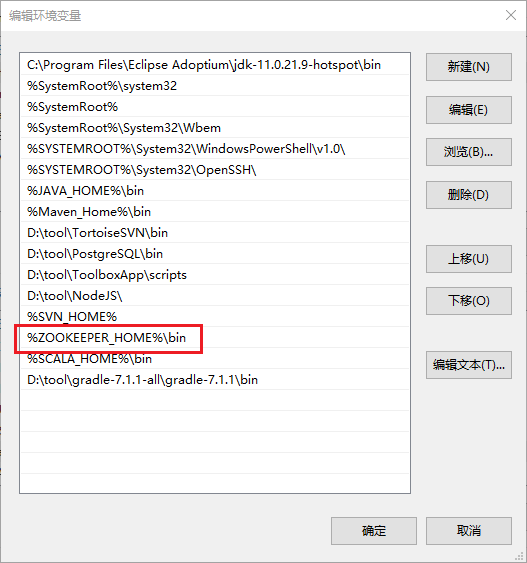 编辑环境变量
C:\Program Files\Eclipse Adoptium\jdk-11.0.21.9-hotspot\bin
%SystemRoot%\system32
%SystemRoot%
%SystemRoot%\System32\Wbem
%SYSTEMROOT%\System32\WindowsPowerShell\v1.0\
%SYSTEMROOT%\System32\OpenSSH\
%JAVA_HOME%\bin
%Maven_Home%\bin
D:\tool\TortoiseSVN\bin
D:\tool\PostgreSQL\bin
D:\tool\ToolboxApp\scripts
D:\tool\NodeJS\
%SVN_HOME%
%ZOOKEEPER_HOME%\bin
%SCALA_HOME%\bin
D:\tool\gradle-7.1.1-all\gradle-7.1.1\bin
新建(N)
编辑(E)
浏览(B)...
删除(D)
上移(U)
下移(O)
编辑文本(T)...
确定
取消